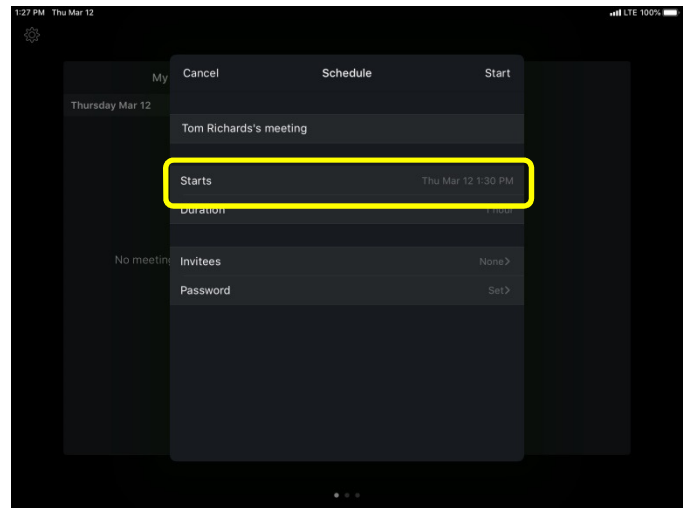 1:27 PM Thu Mar 12 LTE 100%
My
Cancel Schedule Start
Thursday Mar 12
Tom Richards's meeting
Starts Thu Mar 12 1:30 PM
Duration 1 hour
No meeting
Invitees None>
Password Set>